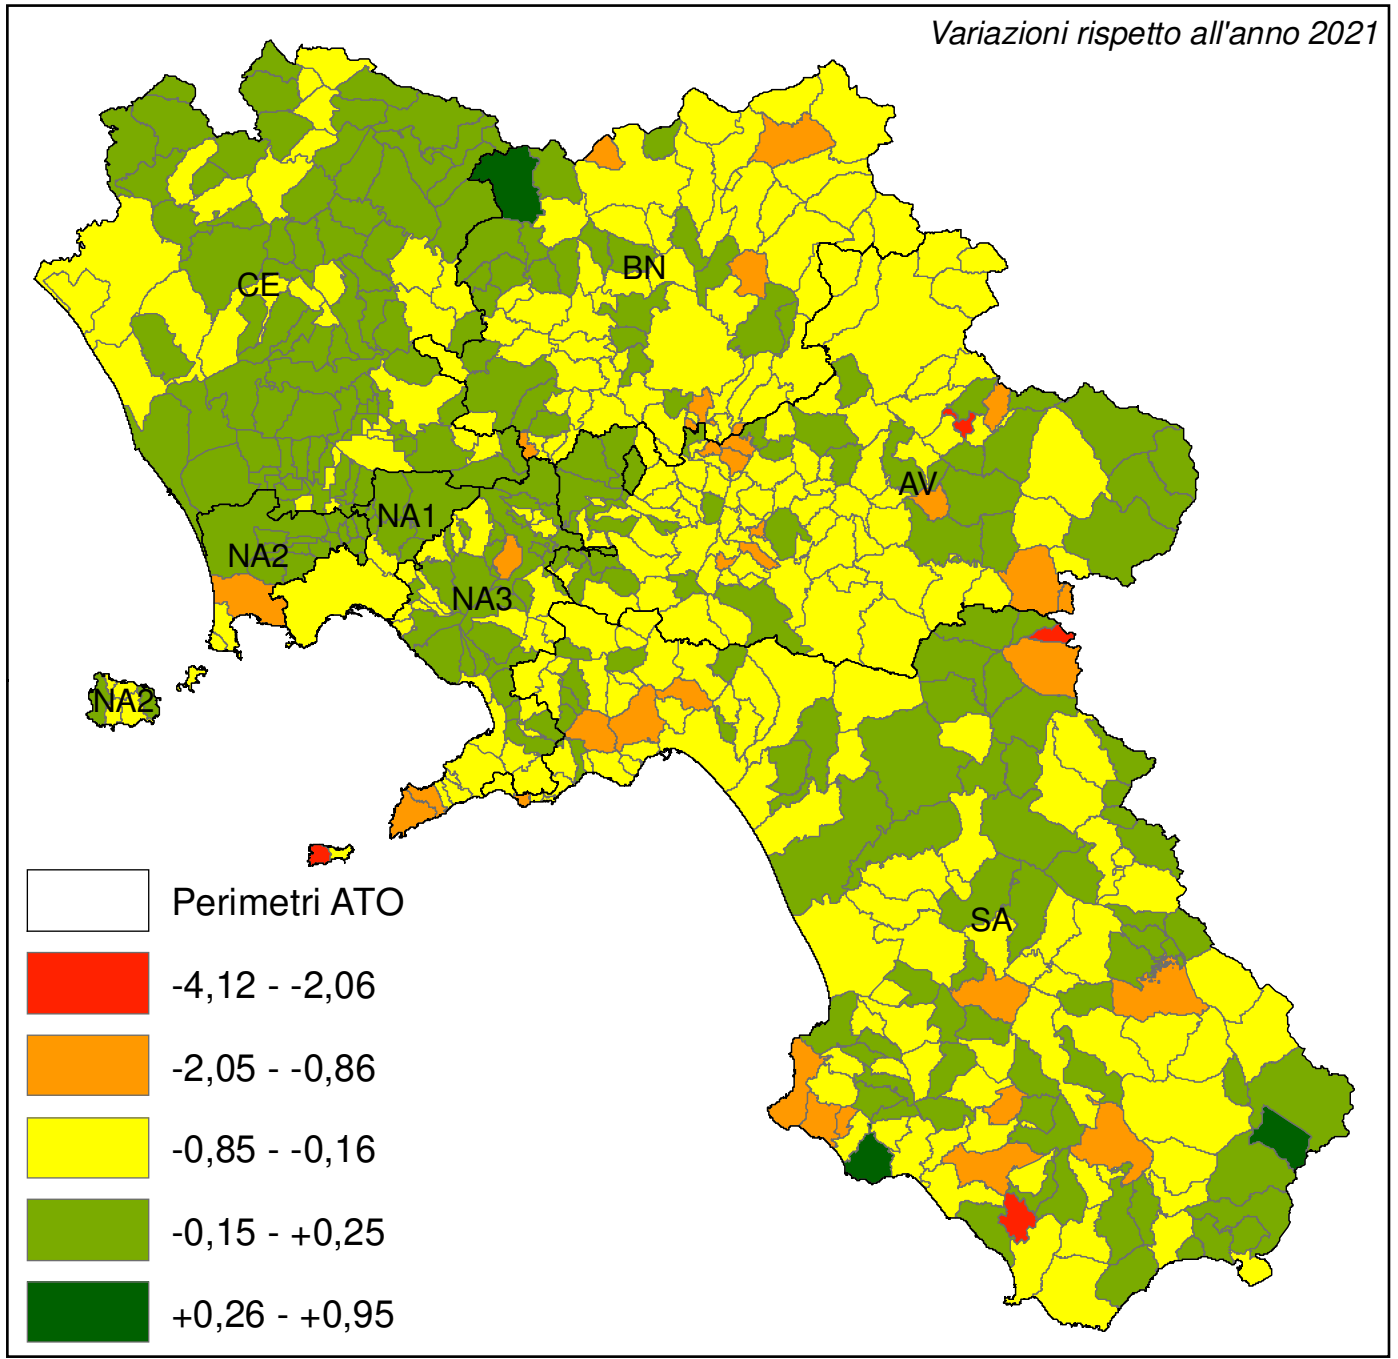 Variazioni rispetto all'anno 2021
CE
BN
AV
NA1
NA2
NA3
NA2
SA
Perimetri ATO
-4,12 - -2,06
-2,05 - -0,86
-0,85 - -0,16
-0,15 - +0,25
+0,26 - +0,95